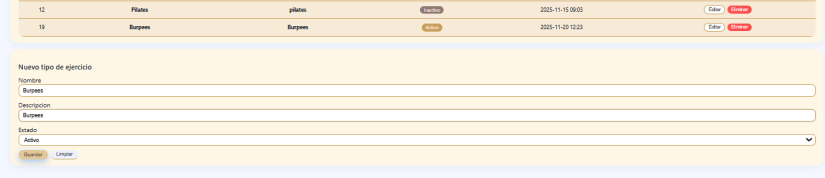 12 Pilates pilates Inactivo 2025-11-15 09:03 Editar Eliminar
19 Burpees Burpees Activo 2025-11-20 12:23 Editar Eliminar
Nuevo tipo de ejercicio
Nombre
Burpees
Descripcion
Burpees
Estado
Activo
Guardar Limpiar